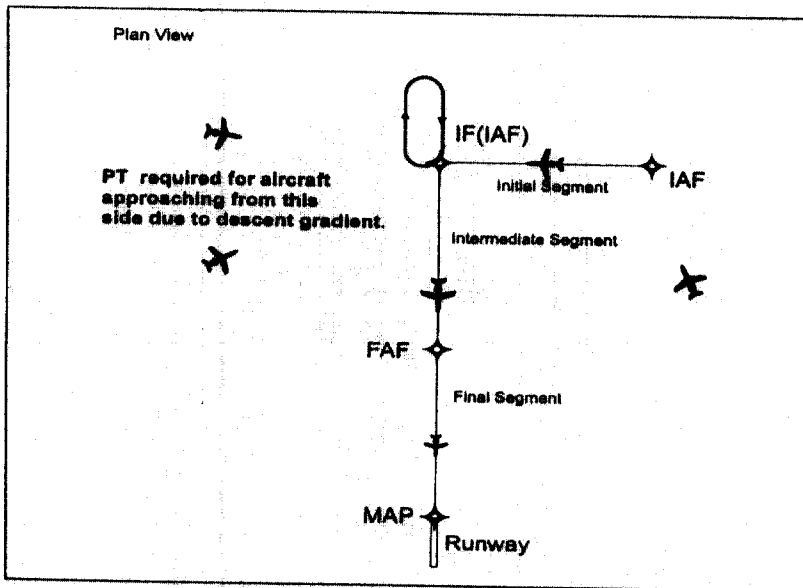 Plan View
IF(IAF)
IAF
Initial Segment
PT required for aircraft
approaching from this
side due to descent gradient.
Intermediate Segment
FAF
Final Segment
MAP
Runway